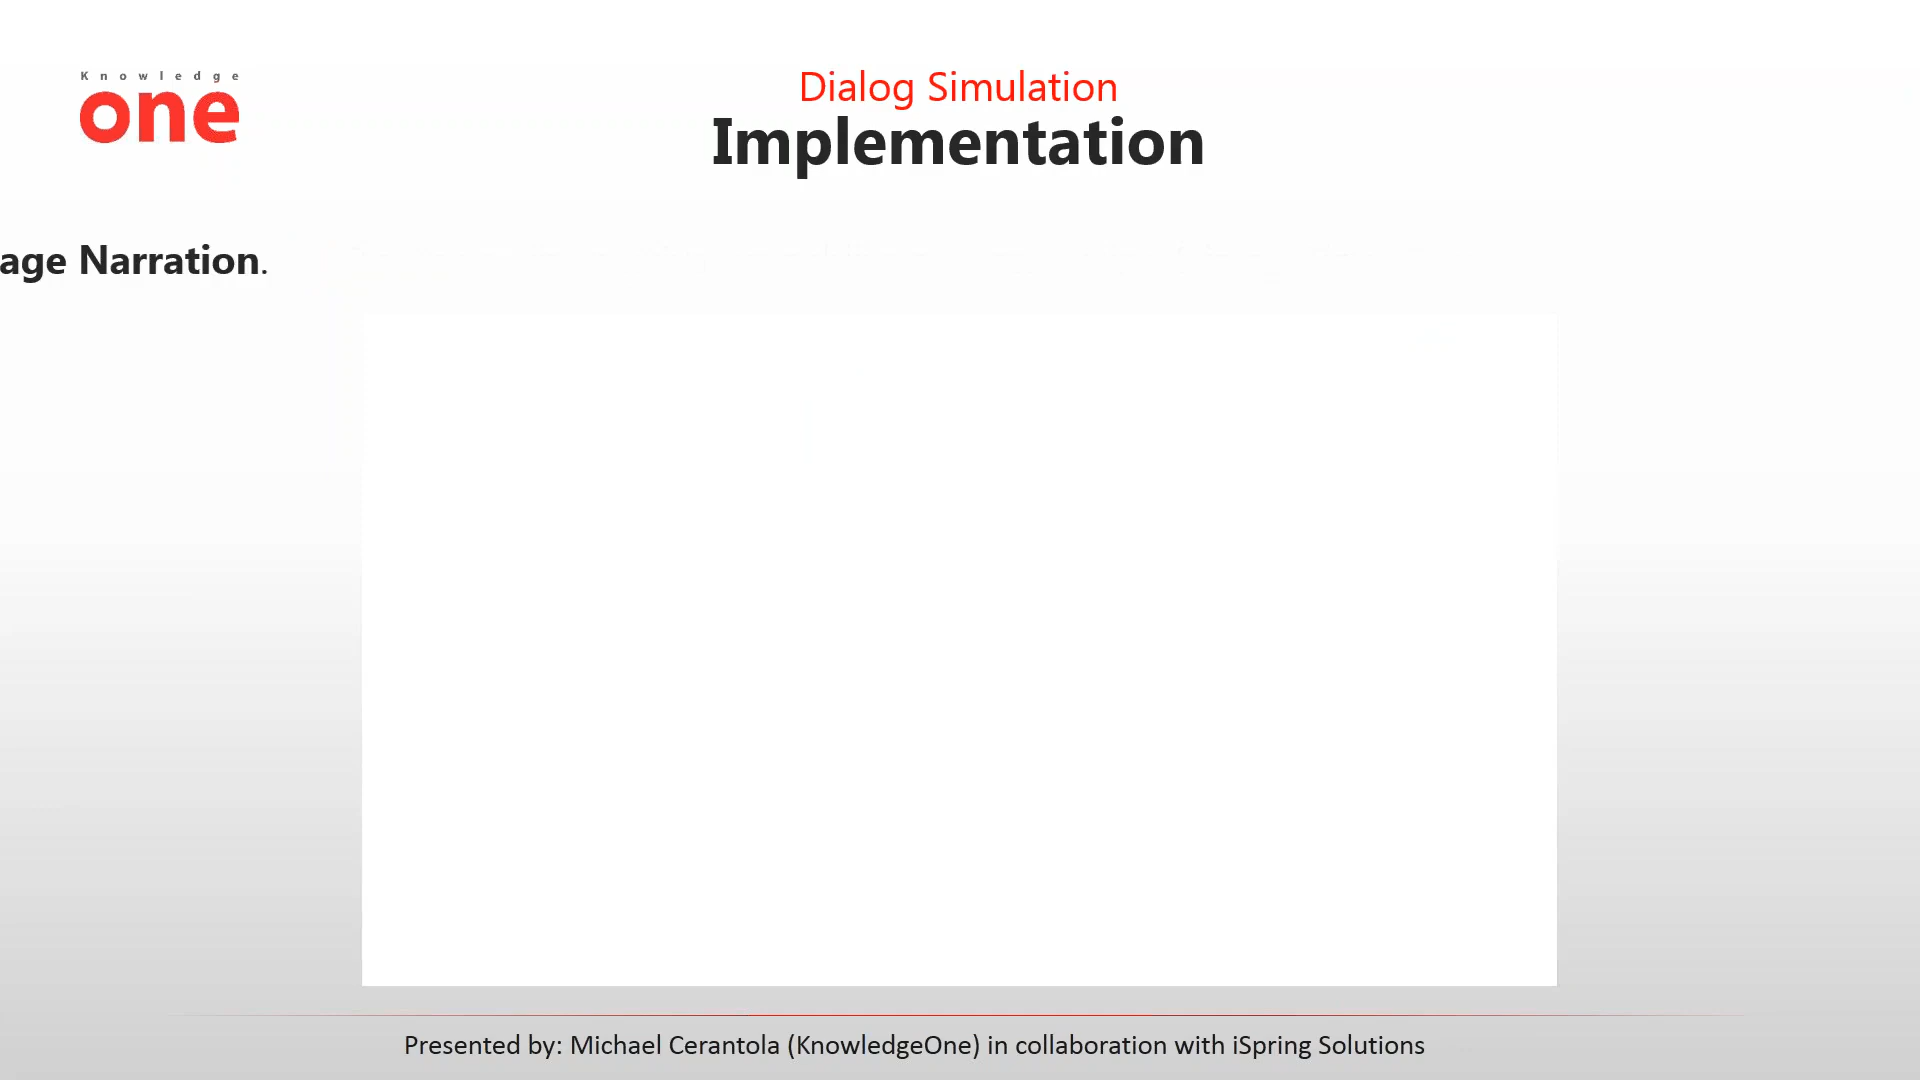 Knowledge
one
Dialog Simulation
Implementation
age Narration.
Presented by: Michael Cerantola (KnowledgeOne) in collaboration with iSpring Solutions